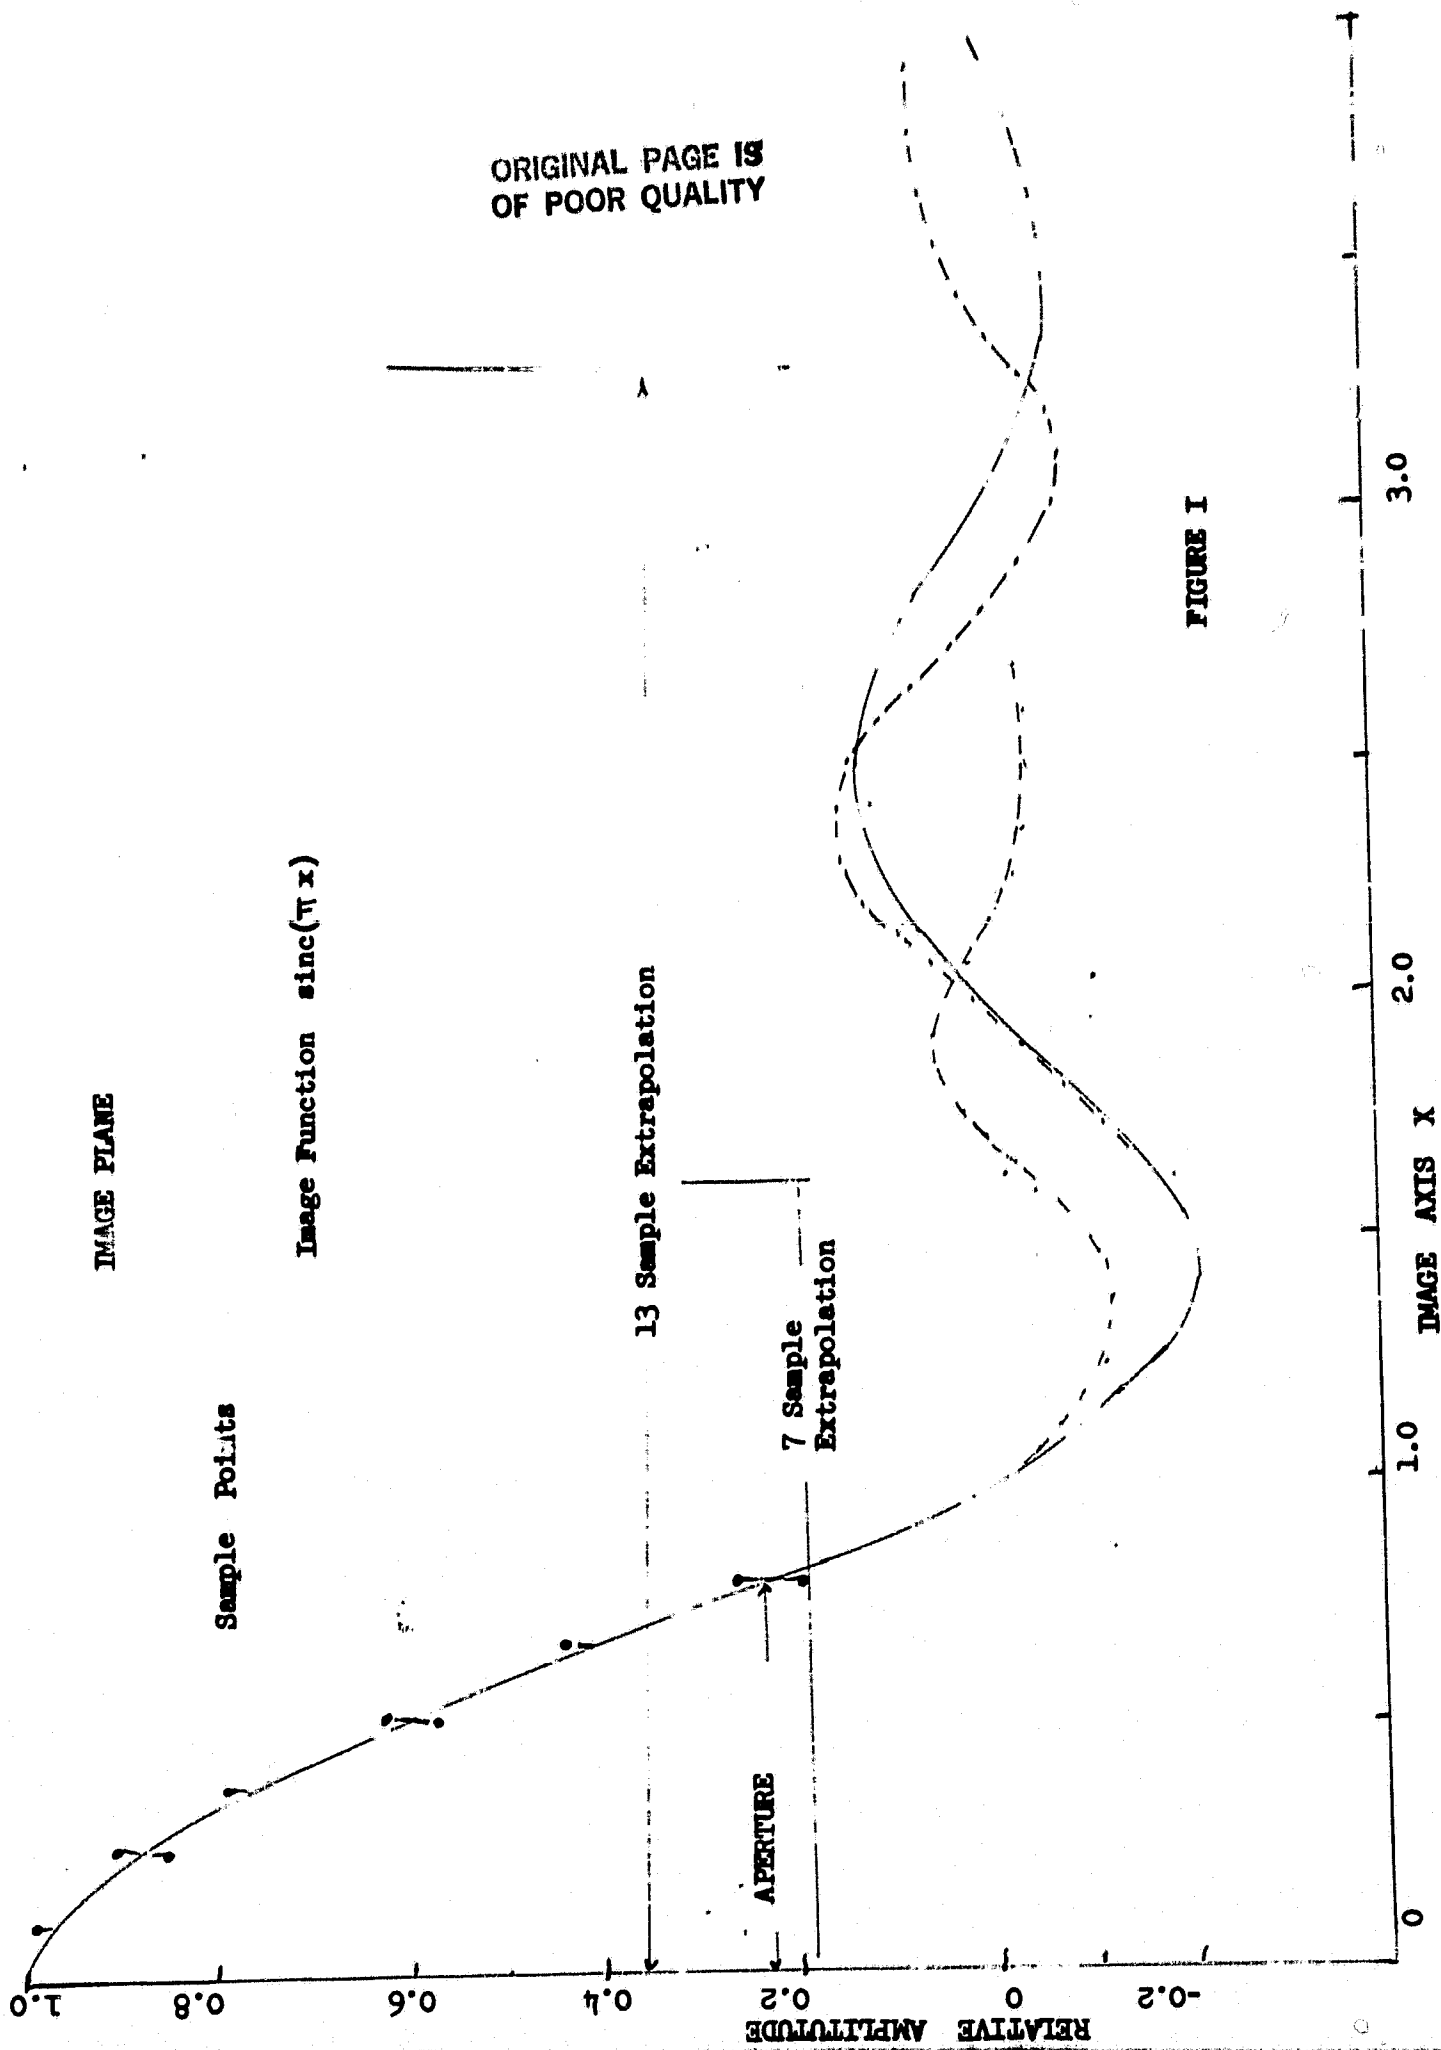 ORIGINAL PAGE IS
OF POOR QUALITY
IMAGE PLANE
Image Function sinc(π x)
Sample Points
13 Sample Extrapolation
7 Sample
Extrapolation
APERTURE
FIGURE I
RELATIVE AMPLITUTUDE
1.0
0.8
0.6
0.4
0.2
0
-0.2
0
1.0
2.0
3.0
IMAGE AXIS X